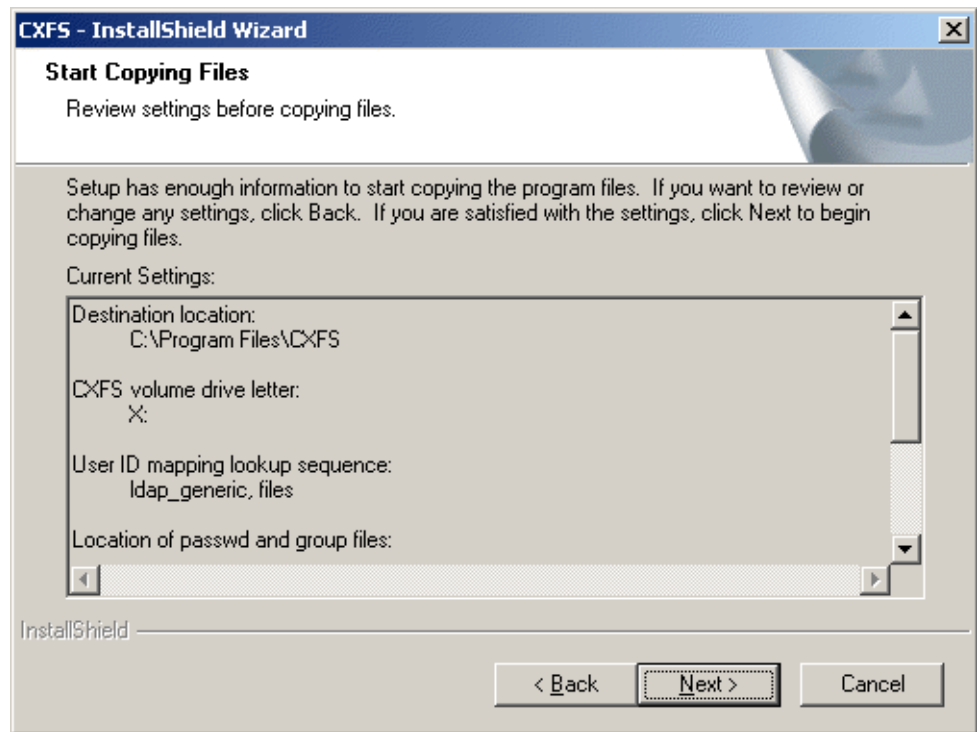 CXFS - InstallShield Wizard
Start Copying Files
Review settings before copying files.
Setup has enough information to start copying the program files.  If you want to review or
change any settings, click Back.  If you are satisfied with the settings, click Next to begin
copying files.
Current Settings:
Destination location:
C:\Program Files\CXFS
CXFS volume drive letter:
X:
User ID mapping lookup sequence:
ldap_generic, files
Location of passwd and group files:
InstallShield
< Back
Next >
Cancel